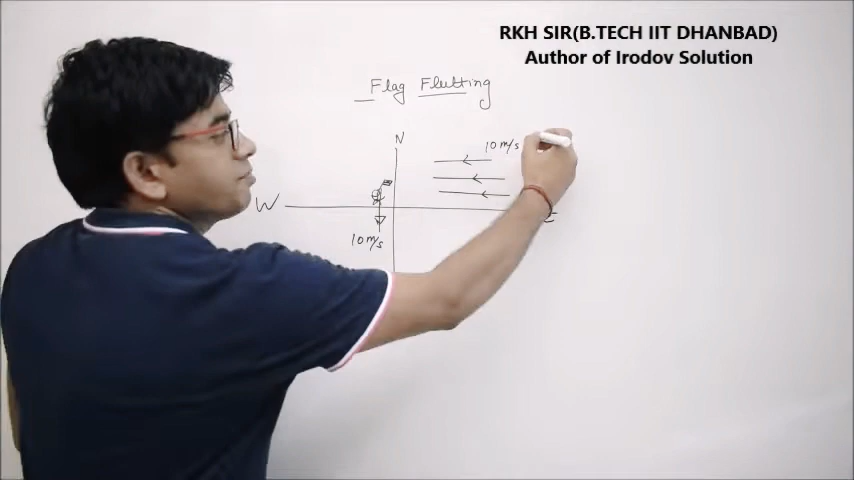 RKH SIR(B.TECH IIT DHANBAD)
Author of Irodov Solution
Flag Flutting
N
10 m/s
W
E
10 m/s